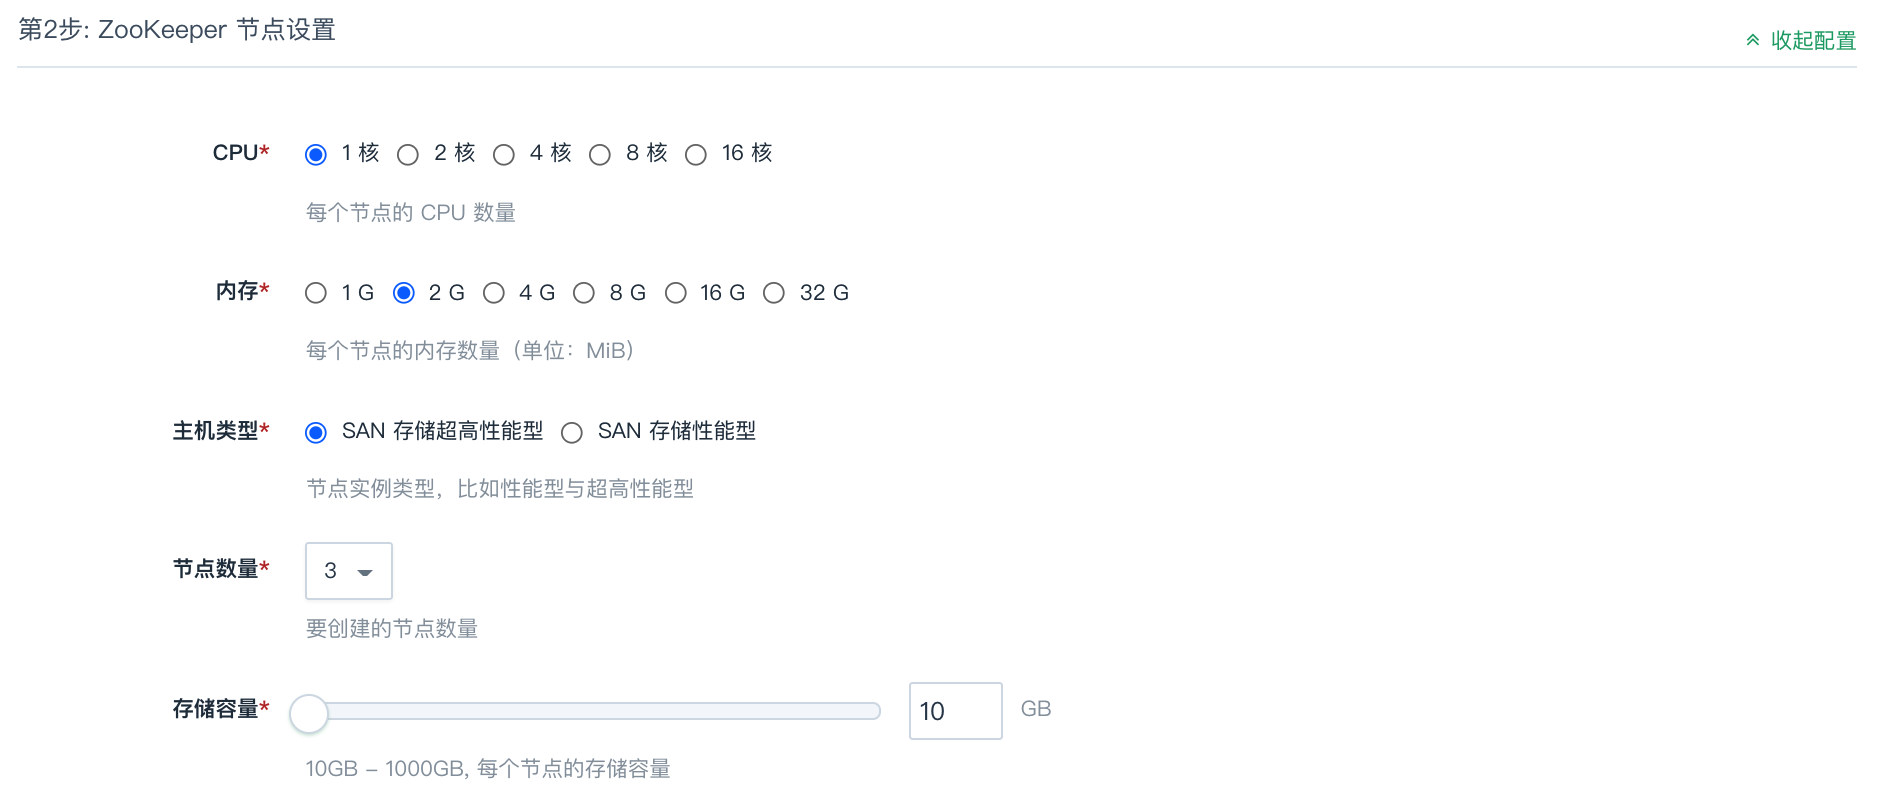 第2步: ZooKeeper 节点设置
收起配置
CPU* 1 核 2 核 4 核 8 核 16 核
每个节点的 CPU 数量
内存* 1 G 2 G 4 G 8 G 16 G 32 G
每个节点的内存数量（单位：MiB）
主机类型* SAN 存储超高性能型 SAN 存储性能型
节点实例类型，比如性能型与超高性能型
节点数量* 3
要创建的节点数量
存储容量* 10 GB
10GB – 1000GB, 每个节点的存储容量